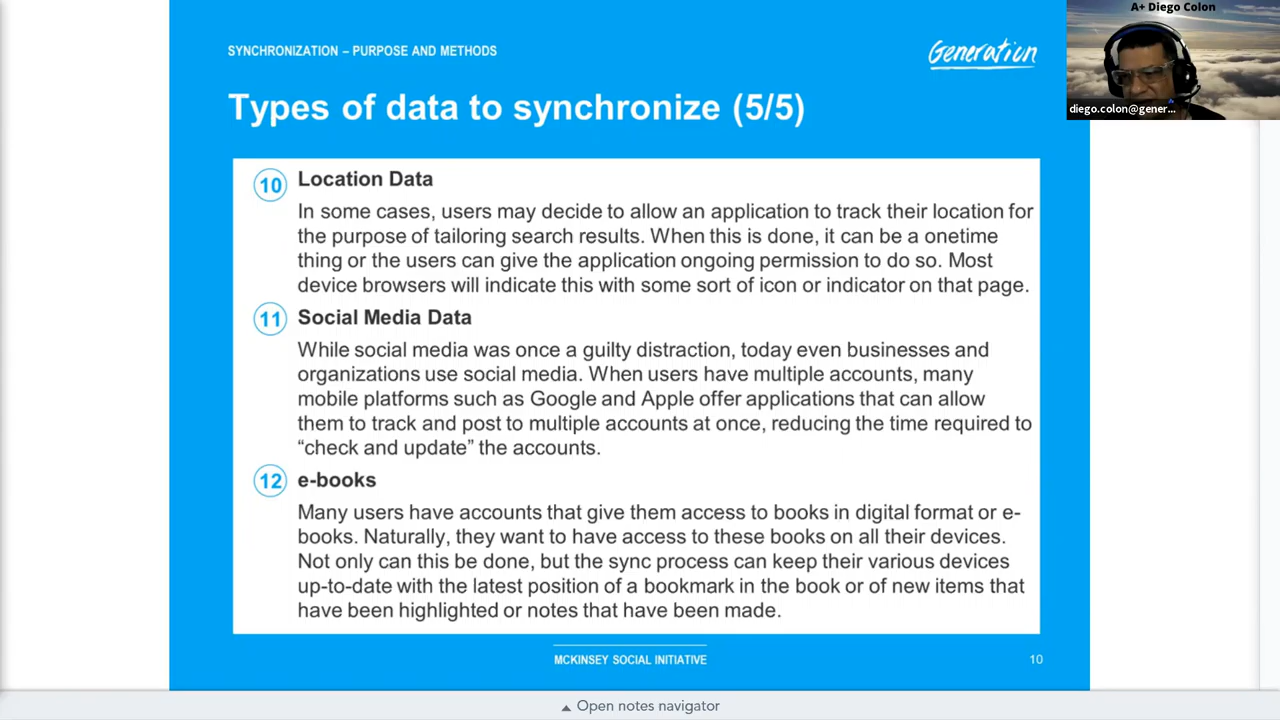 A+ Diego Colon
diego.colon@gener...
SYNCHRONIZATION – PURPOSE AND METHODS
Generation
Types of data to synchronize (5/5)
10 Location Data
In some cases, users may decide to allow an application to track their location for
the purpose of tailoring search results. When this is done, it can be a onetime
thing or the users can give the application ongoing permission to do so. Most
device browsers will indicate this with some sort of icon or indicator on that page.
11 Social Media Data
While social media was once a guilty distraction, today even businesses and
organizations use social media. When users have multiple accounts, many
mobile platforms such as Google and Apple offer applications that can allow
them to track and post to multiple accounts at once, reducing the time required to
“check and update” the accounts.
12 e-books
Many users have accounts that give them access to books in digital format or e-
books. Naturally, they want to have access to these books on all their devices.
Not only can this be done, but the sync process can keep their various devices
up-to-date with the latest position of a bookmark in the book or of new items that
have been highlighted or notes that have been made.
MCKINSEY SOCIAL INITIATIVE
10
Open notes navigator